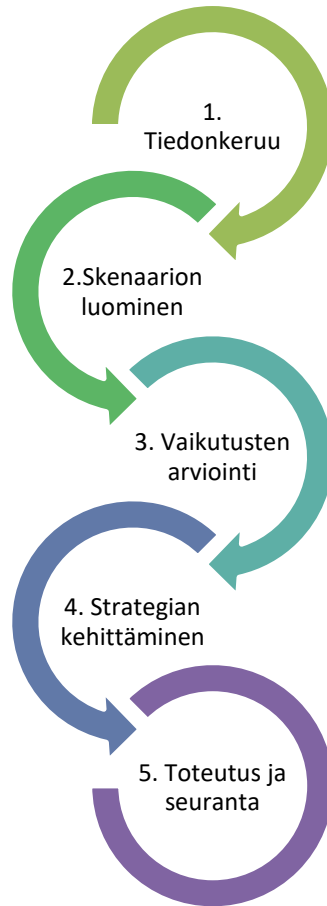 1.
Tiedonkeruu
2.Skenaarion
luominen
3. Vaikutusten
arviointi
4. Strategian
kehittäminen
5. Toteutus ja
seuranta